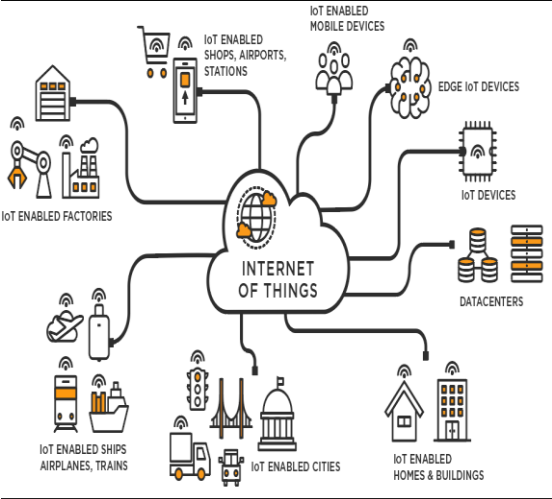 IoT ENABLED
MOBILE DEVICES
IoT ENABLED
SHOPS, AIRPORTS,
STATIONS
EDGE IoT DEVICES
IoT DEVICES
IoT ENABLED FACTORIES
INTERNET
OF THINGS
DATACENTERS
IoT ENABLED SHIPS
AIRPLANES, TRAINS
IoT ENABLED CITIES
IoT ENABLED
HOMES & BUILDINGS